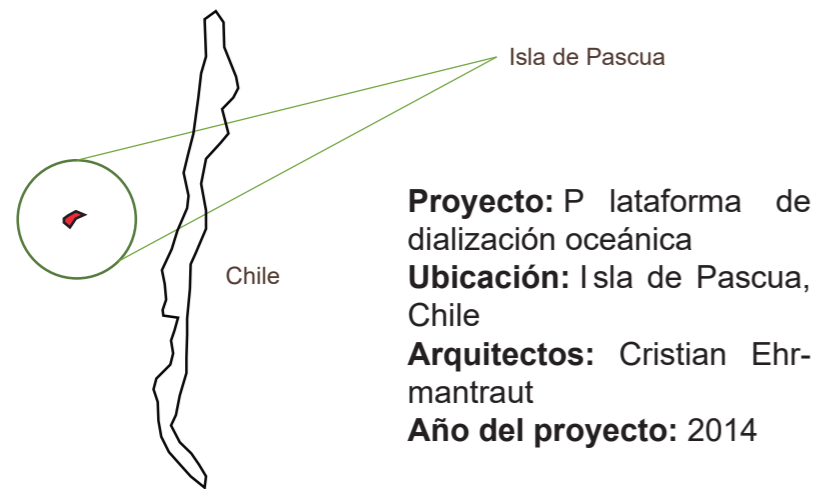 Isla de Pascua
Chile
Proyecto: P lataforma de
dialización oceánica
Ubicación: I sla de Pascua,
Chile
Arquitectos: Cristian Ehr-
mantraut
Año del proyecto: 2014